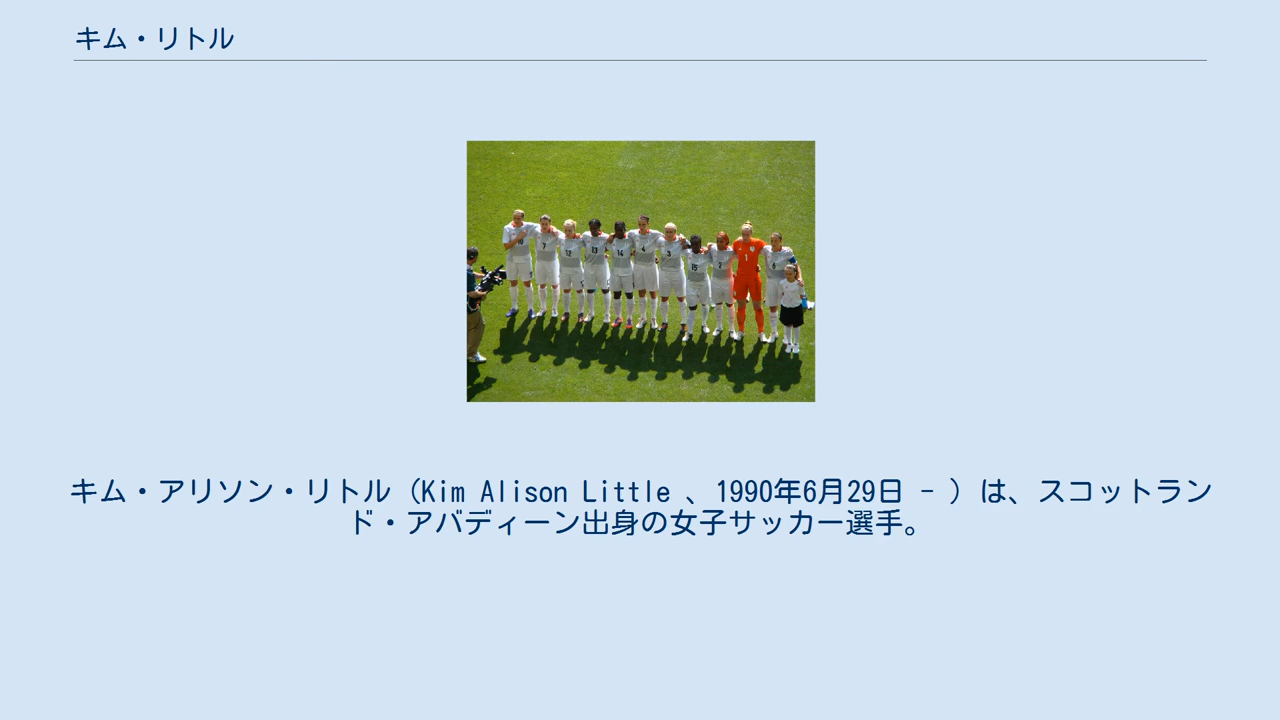 キム・リトル
キム・アリソン・リトル（Kim Alison Little 、1990年6月29日 - ）は、スコットラン
ド・アバディーン出身の女子サッカー選手。